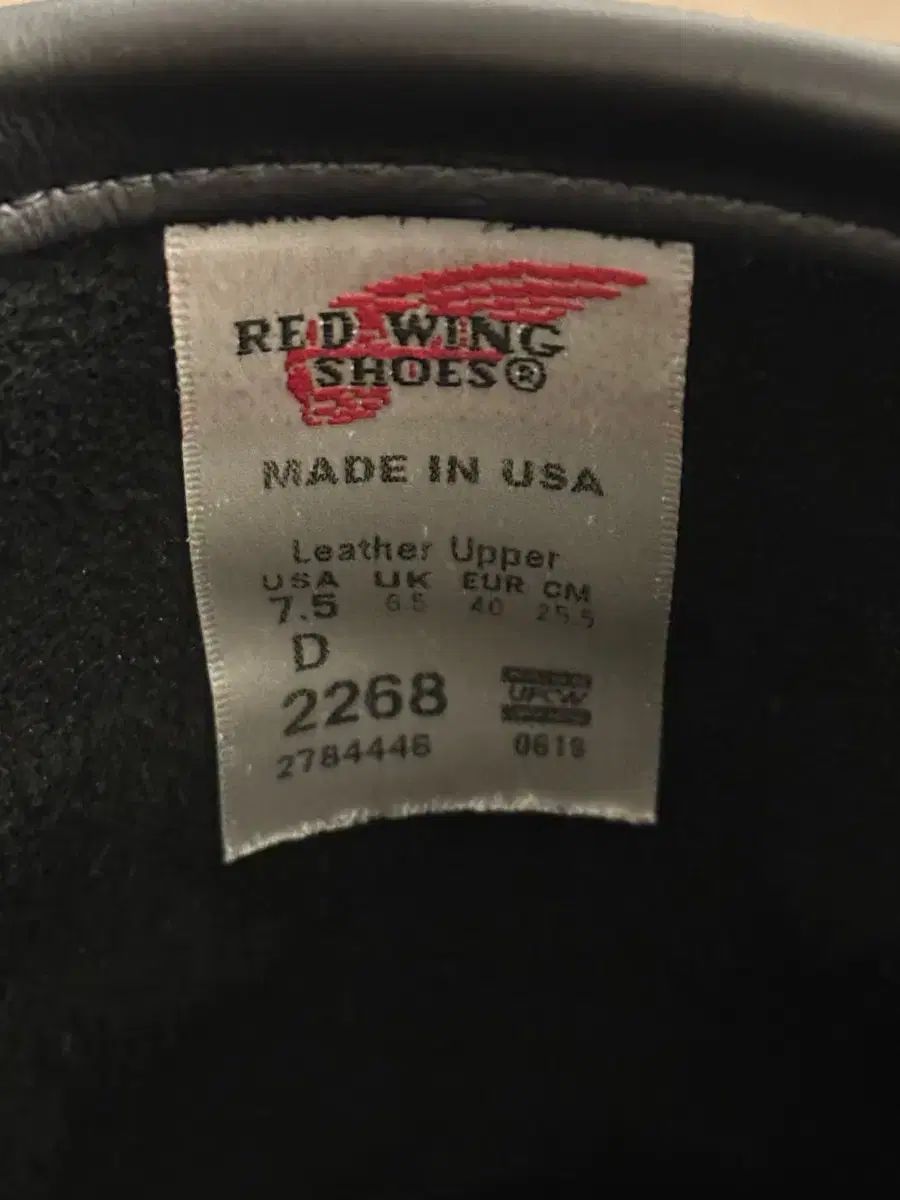 RED WING
SHOES®
MADE IN USA
Leather Upper
USA UK EUR CM
7.5 6.5 40 25.5
D
2268
UFCW
2784446